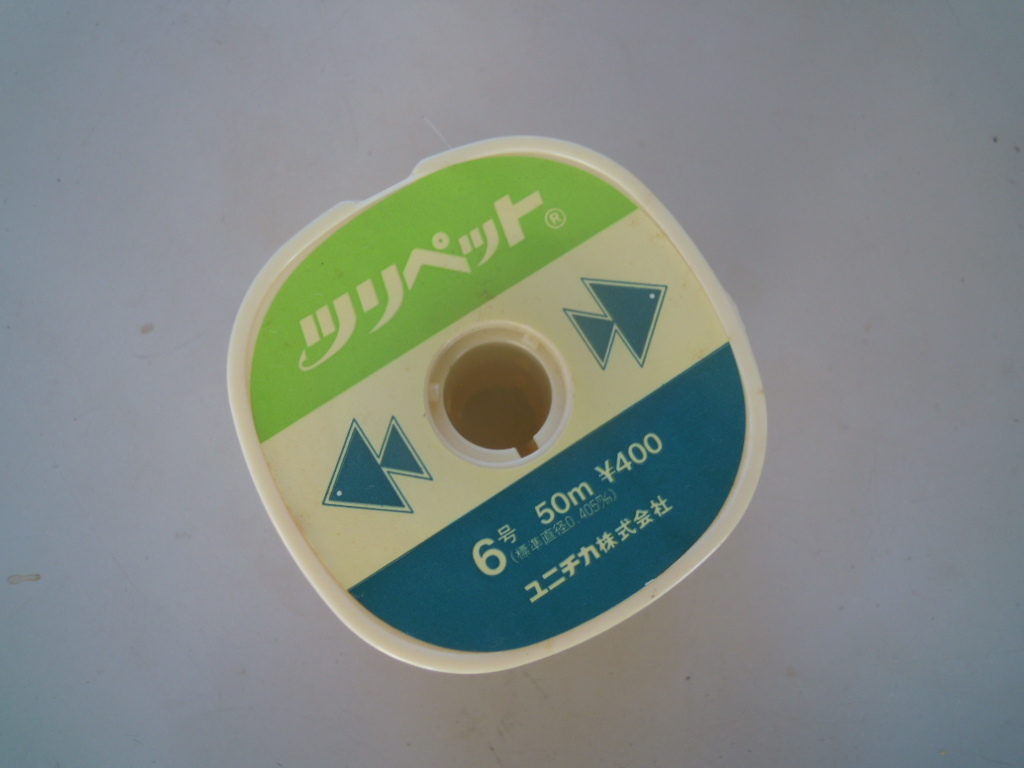 ツリペット®
6号 50m ¥400
(標準直径0.405㎜)
ユニチカ株式会社